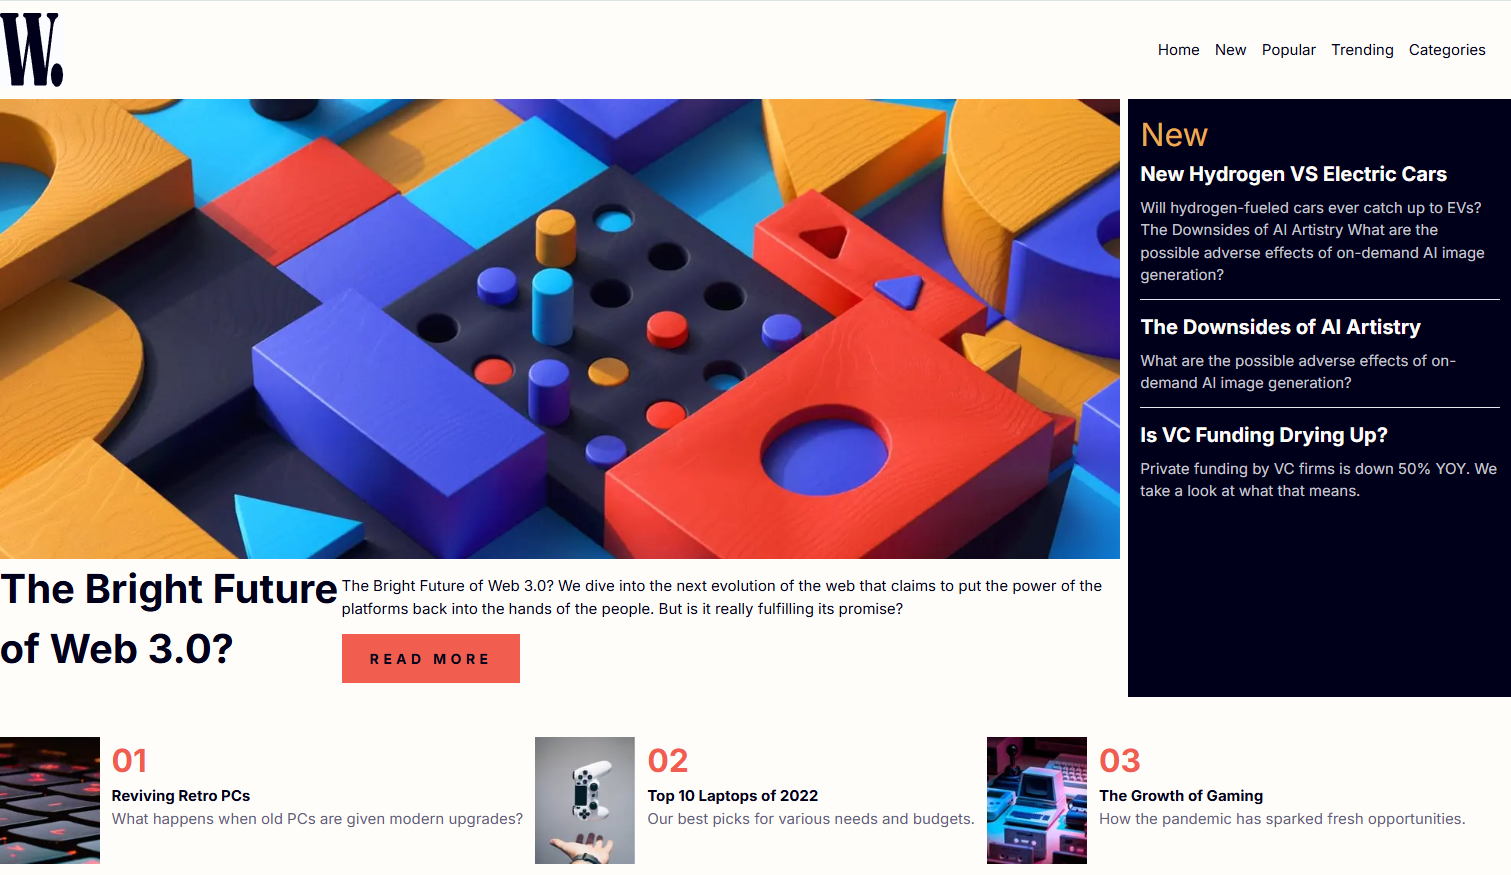 W.
Home New Popular Trending Categories
New
New Hydrogen VS Electric Cars
Will hydrogen-fueled cars ever catch up to EVs?
The Downsides of AI Artistry What are the
possible adverse effects of on-demand AI image
generation?
The Downsides of AI Artistry
What are the possible adverse effects of on-
demand AI image generation?
Is VC Funding Drying Up?
Private funding by VC firms is down 50% YOY. We
take a look at what that means.
The Bright Future
of Web 3.0?
The Bright Future of Web 3.0? We dive into the next evolution of the web that claims to put the power of the
platforms back into the hands of the people. But is it really fulfilling its promise?
READ MORE
01
Reviving Retro PCs
What happens when old PCs are given modern upgrades?
02
Top 10 Laptops of 2022
Our best picks for various needs and budgets.
03
The Growth of Gaming
How the pandemic has sparked fresh opportunities.